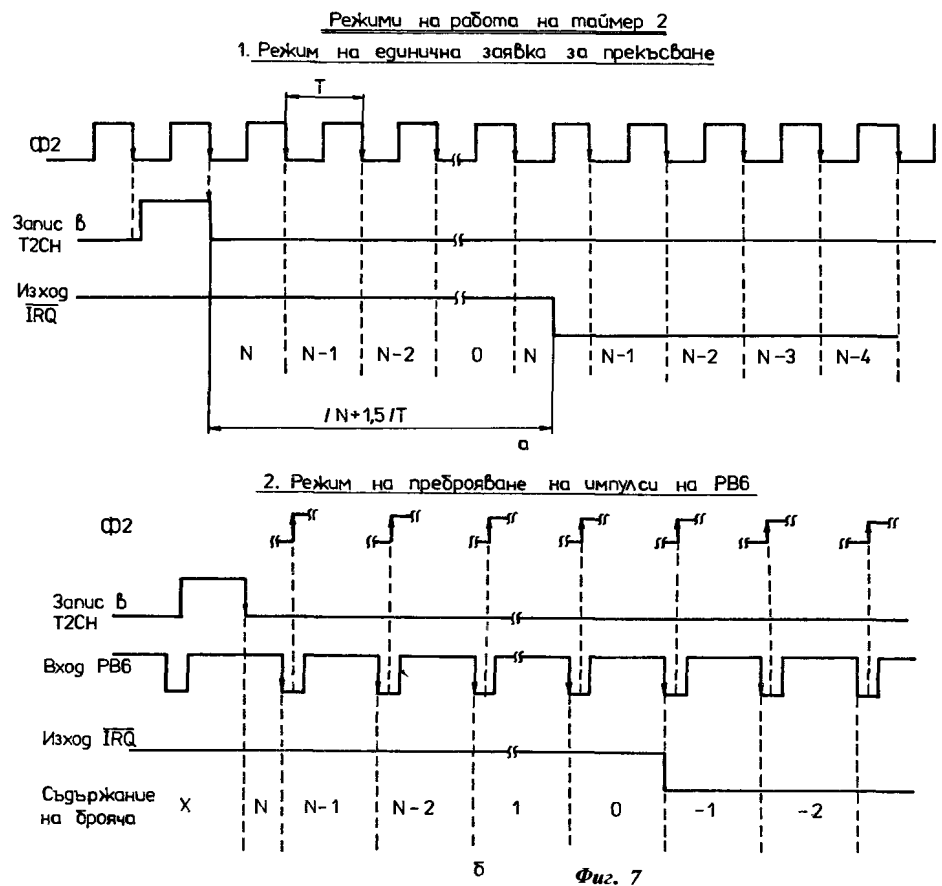 Режими на работа на таймер 2
1. Режим на единична заявка за прекъсване
T
Ф2
Запис в
T2CH
Изход
IRQ
N N-1 N-2 0 N N-1 N-2 N-3 N-4
/N+1,5/T
а
2. Режим на преброяване на импулси на PB6
Ф2
Запис в
T2CH
Вход PB6
Изход IRQ
Съдържание
на брояча
X N N-1 N-2 1 0 -1 -2
б
Фиг. 7